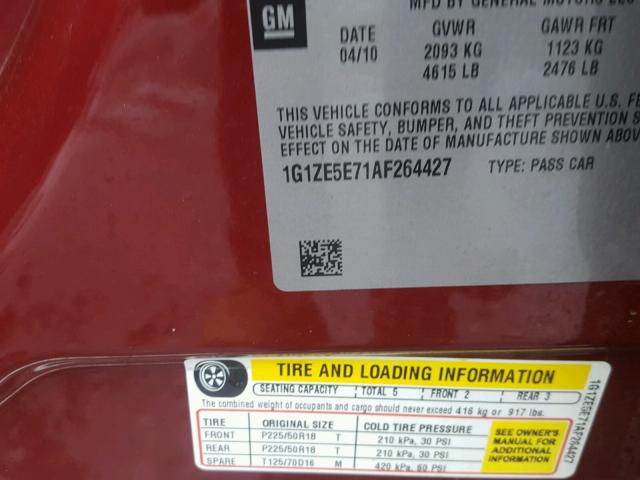 GM
MFD BY GENERAL MOTORS LLC
DATE GVWR GAWR FRT
04/10 2093 KG 1123 KG
4615 LB 2476 LB
THIS VEHICLE CONFORMS TO ALL APPLICABLE U.S. FE
VEHICLE SAFETY, BUMPER, AND THEFT PREVENTION S
EFFECT ON THE DATE OF MANUFACTURE SHOWN ABOVE
1G1ZE5E71AF264427 TYPE: PASS CAR
TIRE AND LOADING INFORMATION
SEATING CAPACITY TOTAL 5 FRONT 2 REAR 3
The combined weight of occupants and cargo should never exceed 416 kg or 917 lbs.
TIRE ORIGINAL SIZE COLD TIRE PRESSURE
FRONT P225/50R18 T 210 kPa, 30 PSI
REAR P225/50R18 T 210 kPa, 30 PSI
SPARE T125/70D16 M 420 kPa, 60 PSI
SEE OWNER'S
MANUAL FOR
ADDITIONAL
INFORMATION
1G1ZE5E71AF264427